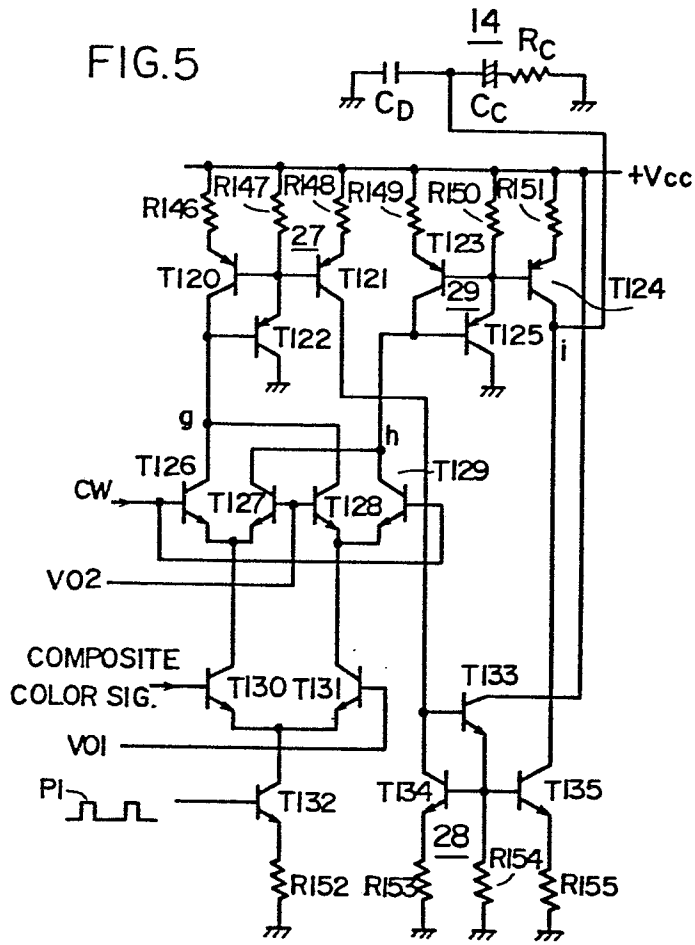 FIG.5
14
RC
CD
CC
+Vcc
R146
R147
R148
R149
R150
R151
27
T123
T120
T121
29
T124
T122
T125
i
g
h
T126
T129
CW
T127
T128
VO2
COMPOSITE
COLOR SIG.
T130
T131
T133
VO1
P1
T132
T134
T135
28
R152
R153
R154
R155